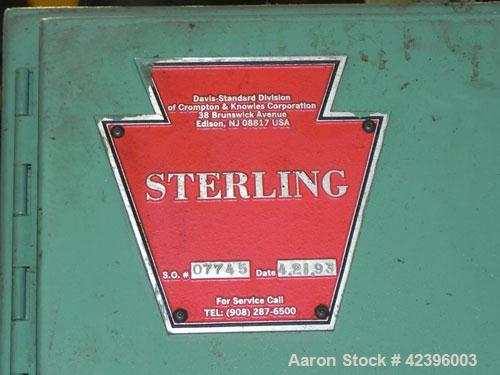 Davis-Standard Division
of Crompton & Knowles Corporation
38 Brunswick Avenue
Edison, NJ 08817 USA
STERLING
S.O. # 07745 Date 4.21.93
For Service Call
TEL: (908) 287-6500
Aaron Stock # 42396003